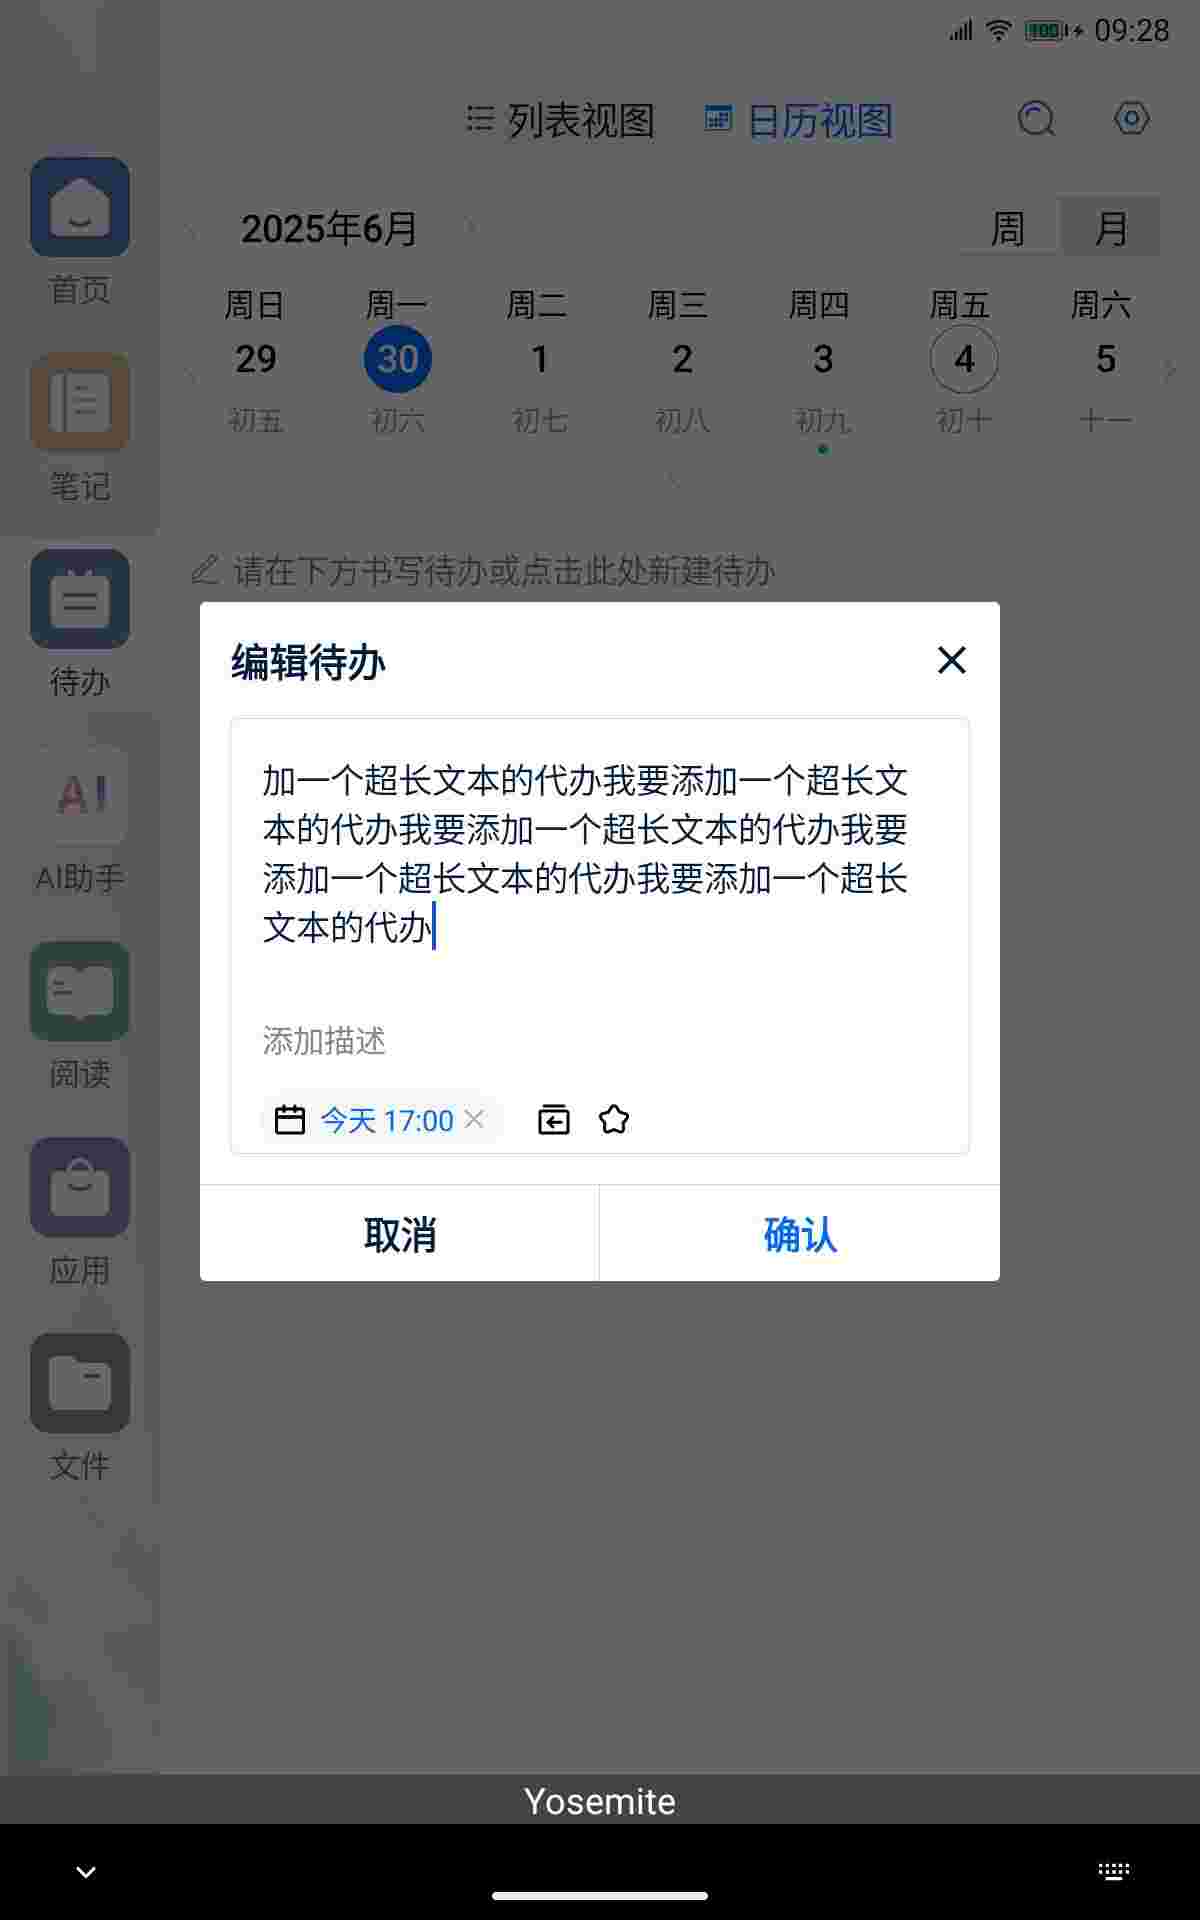 100 09:28
列表视图 日历视图
2025年6月 周 月
周日 周一 周二 周三 周四 周五 周六
29 30 1 2 3 4 5
初五 初六 初七 初八 初九 初十 十一
首页
笔记
待办
AI
AI助手
阅读
应用
文件
请在下方书写待办或点击此处新建待办
编辑待办
加一个超长文本的代办我要添加一个超长文
本的代办我要添加一个超长文本的代办我要
添加一个超长文本的代办我要添加一个超长
文本的代办
添加描述
今天 17:00
取消 确认
Yosemite